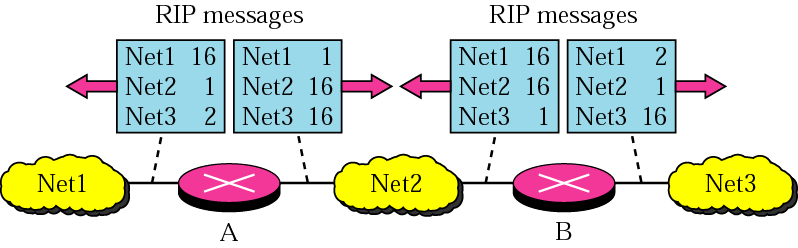 RIP messages
RIP messages
Net1 16
Net2 1
Net3 2
Net1 1
Net2 16
Net3 16
Net1 16
Net2 16
Net3 1
Net1 2
Net2 1
Net3 16
Net1
Net2
Net3
A
B